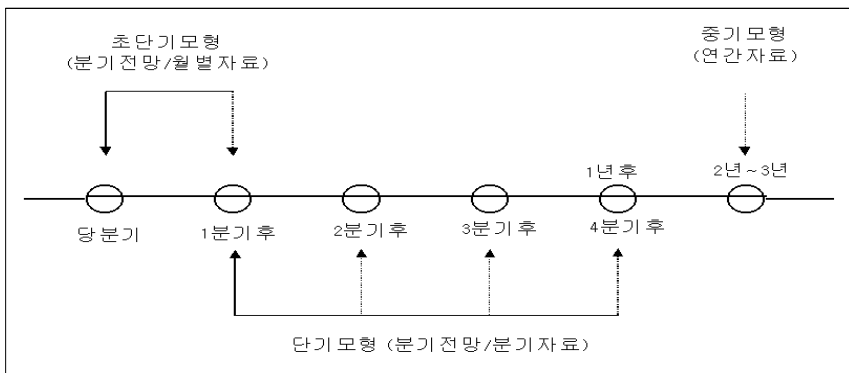 초단기모형
(분기전망/월별자료)
중기모형
(연간자료)
1년후
2년~3년
당분기
1분기후
2분기후
3분기후
4분기후
단기모형 (분기전망/분기자료)